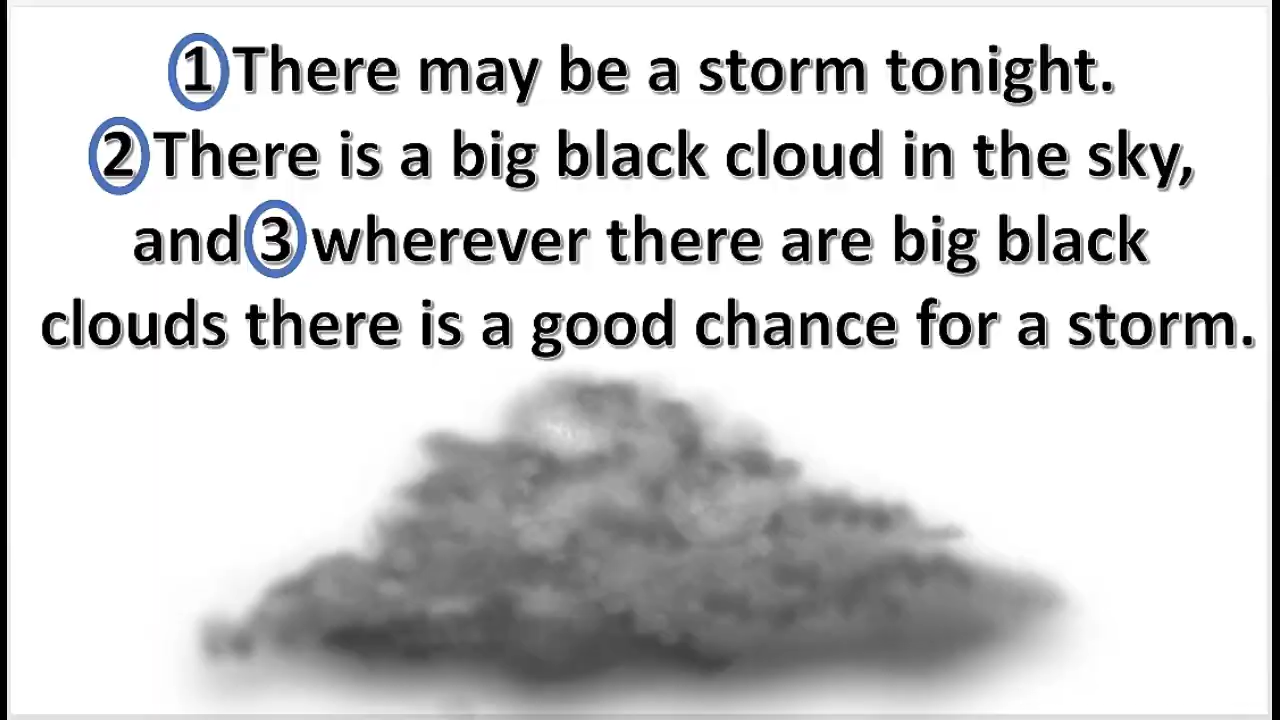 1 There may be a storm tonight.
2 There is a big black cloud in the sky,
and 3 wherever there are big black
clouds there is a good chance for a storm.